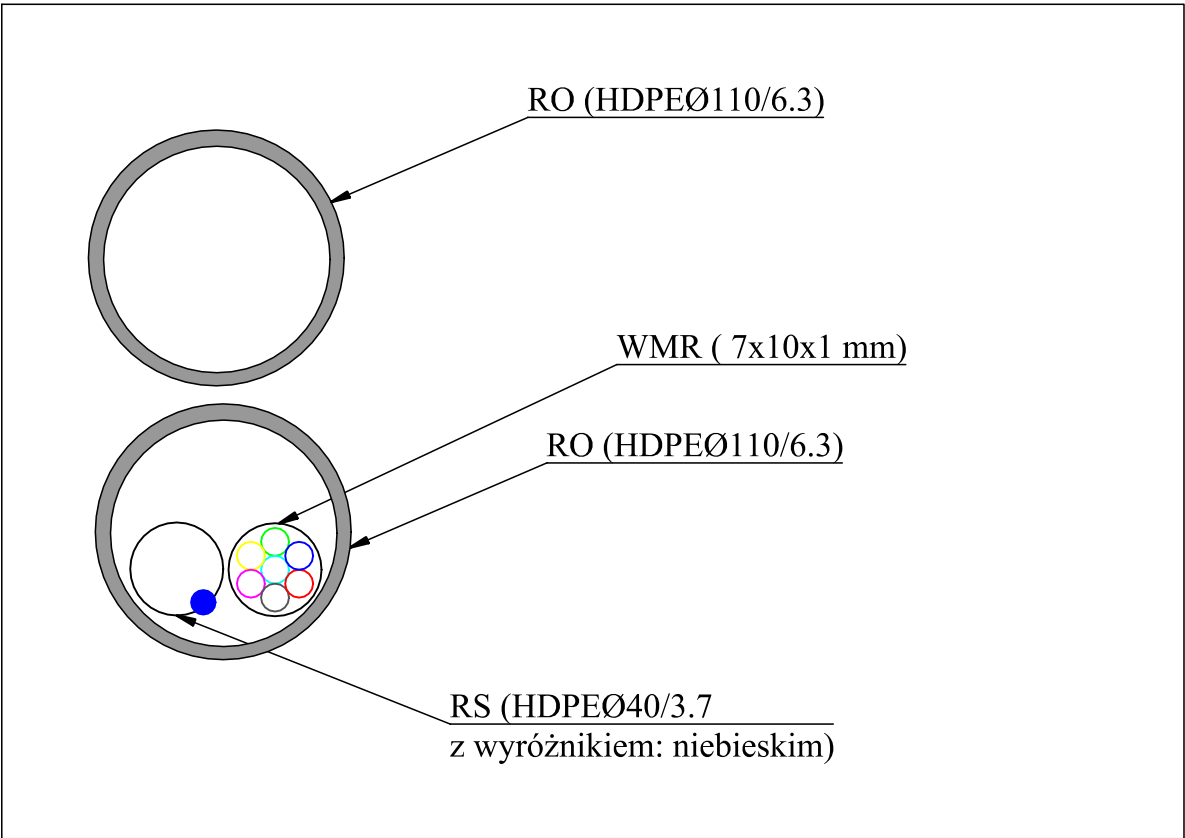 RO (HDPEØ110/6.3)
WMR ( 7x10x1 mm)
RO (HDPEØ110/6.3)
RS (HDPEØ40/3.7
z wyróżnikiem: niebieskim)